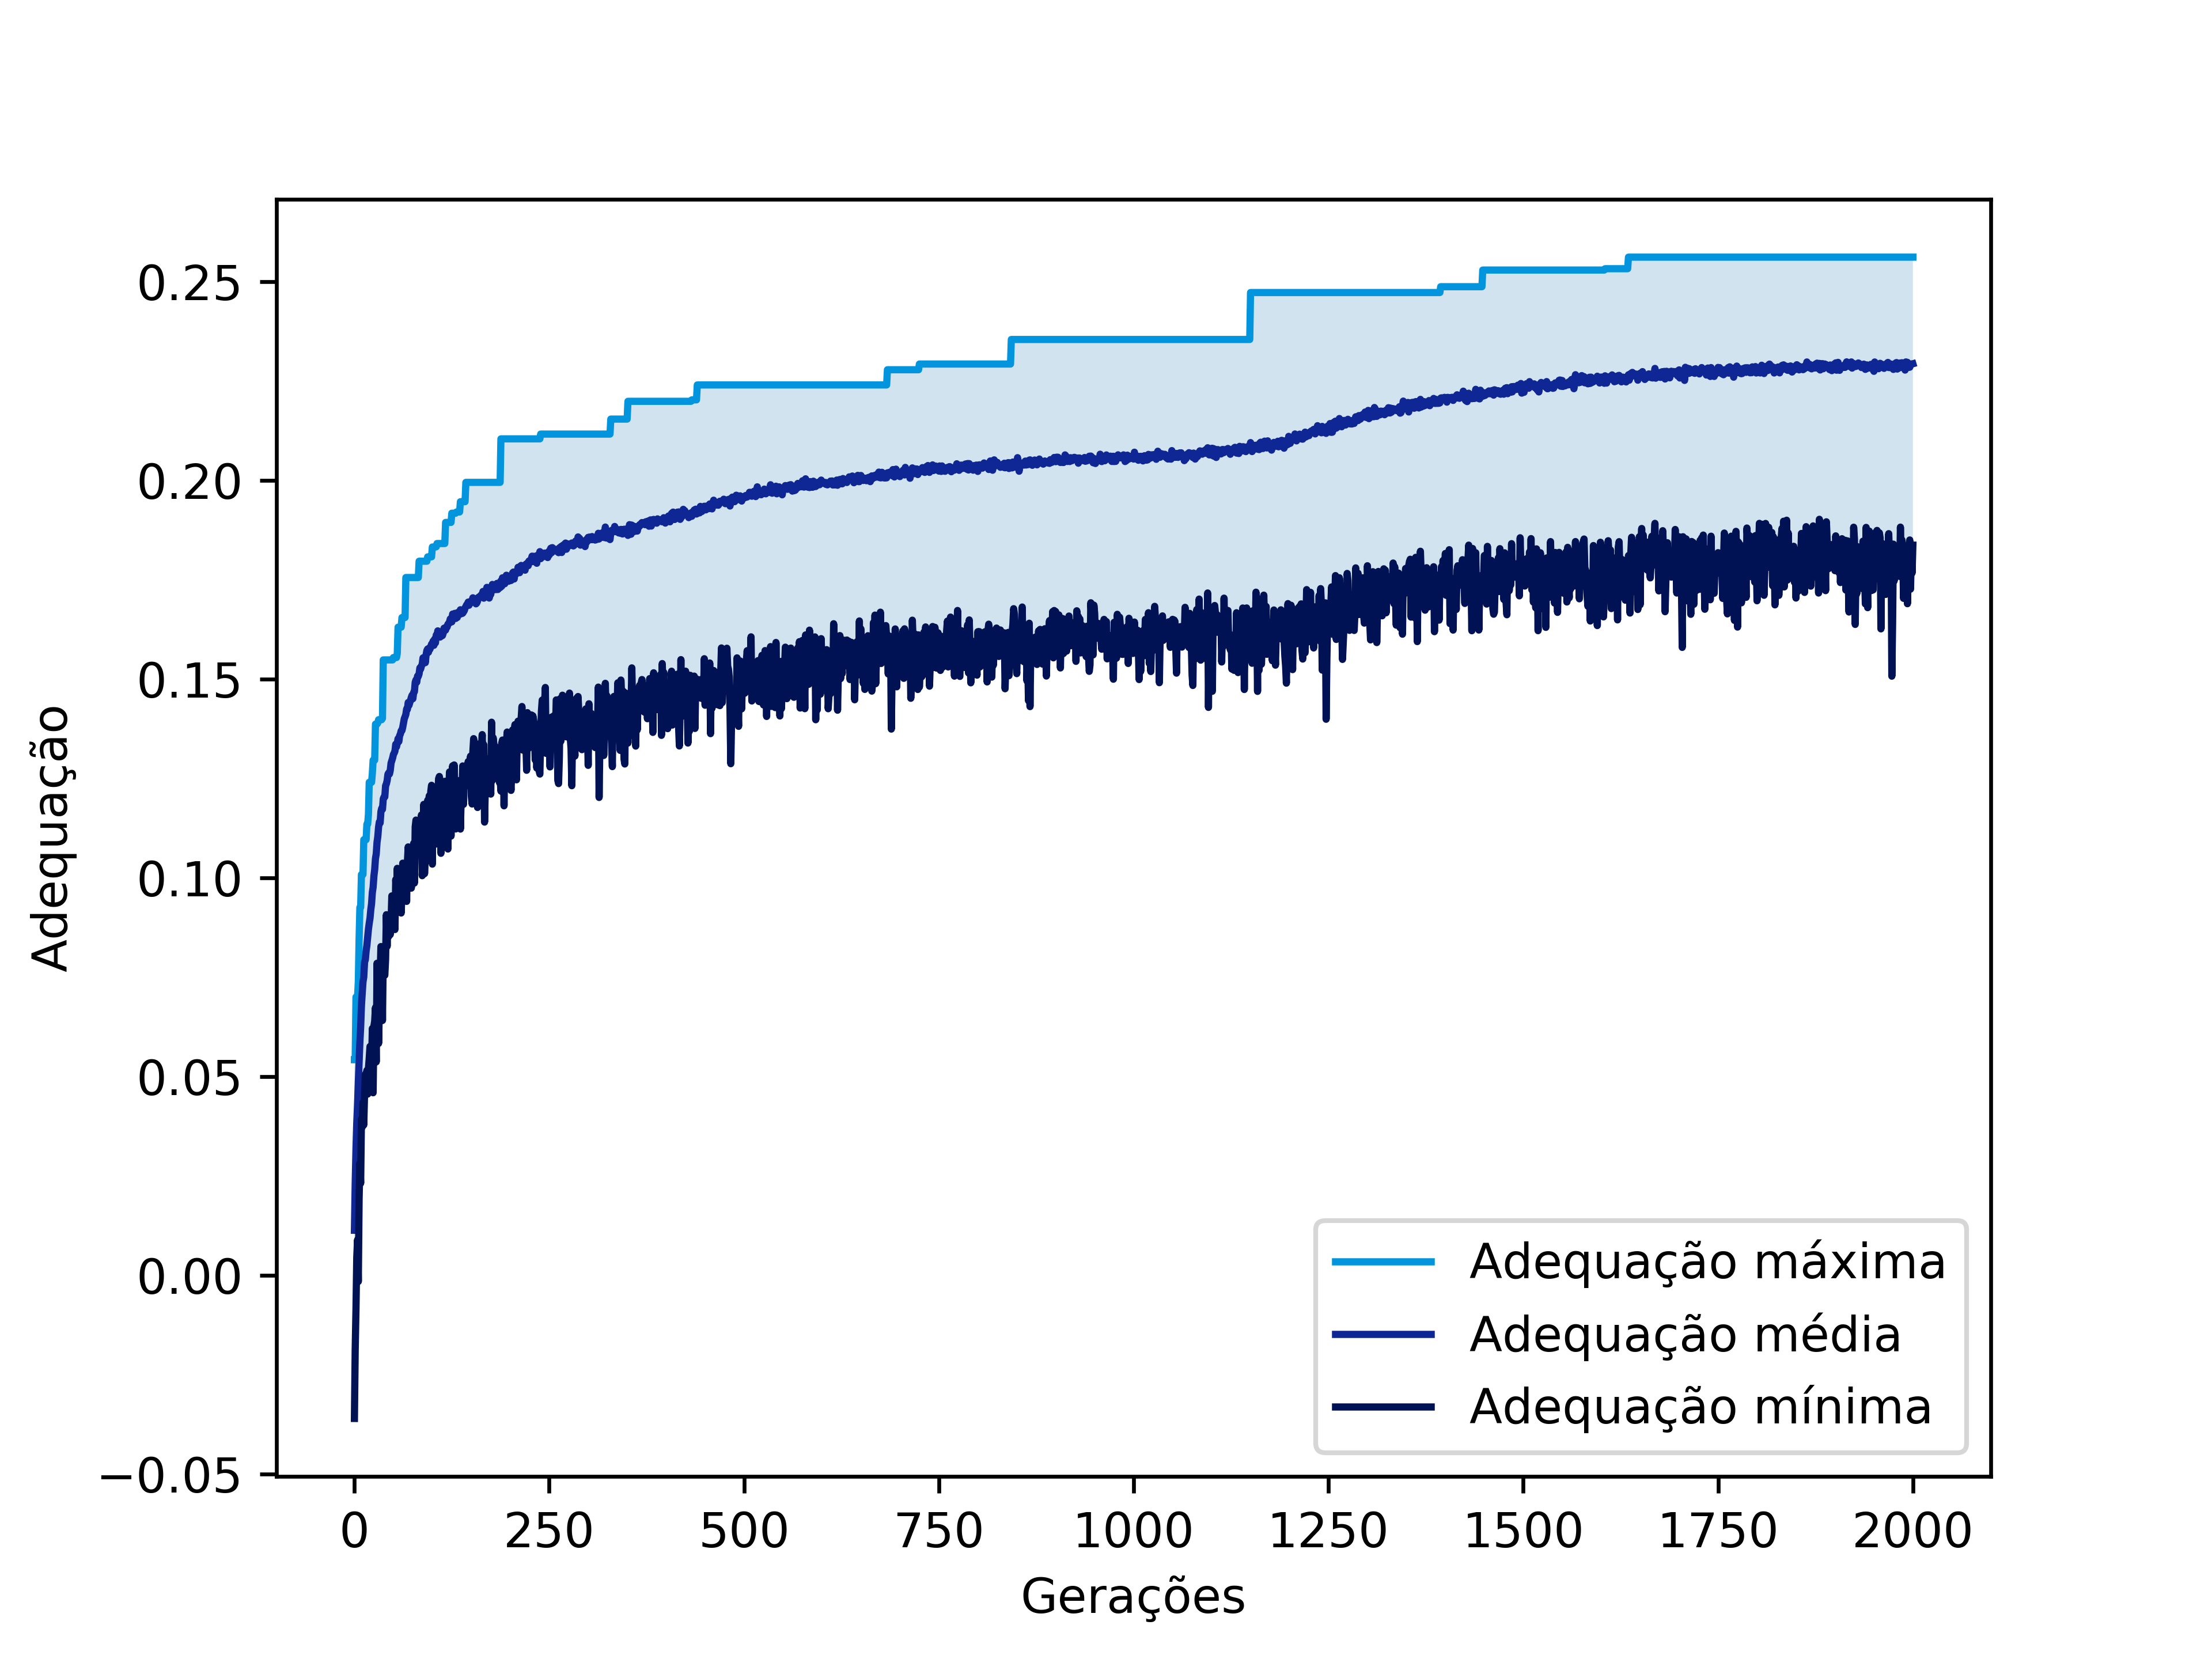 0.25
0.20
0.15
0.10
0.05
0.00
−0.05
Adequação
0 250 500 750 1000 1250 1500 1750 2000
Gerações
Adequação máxima
Adequação média
Adequação mínima